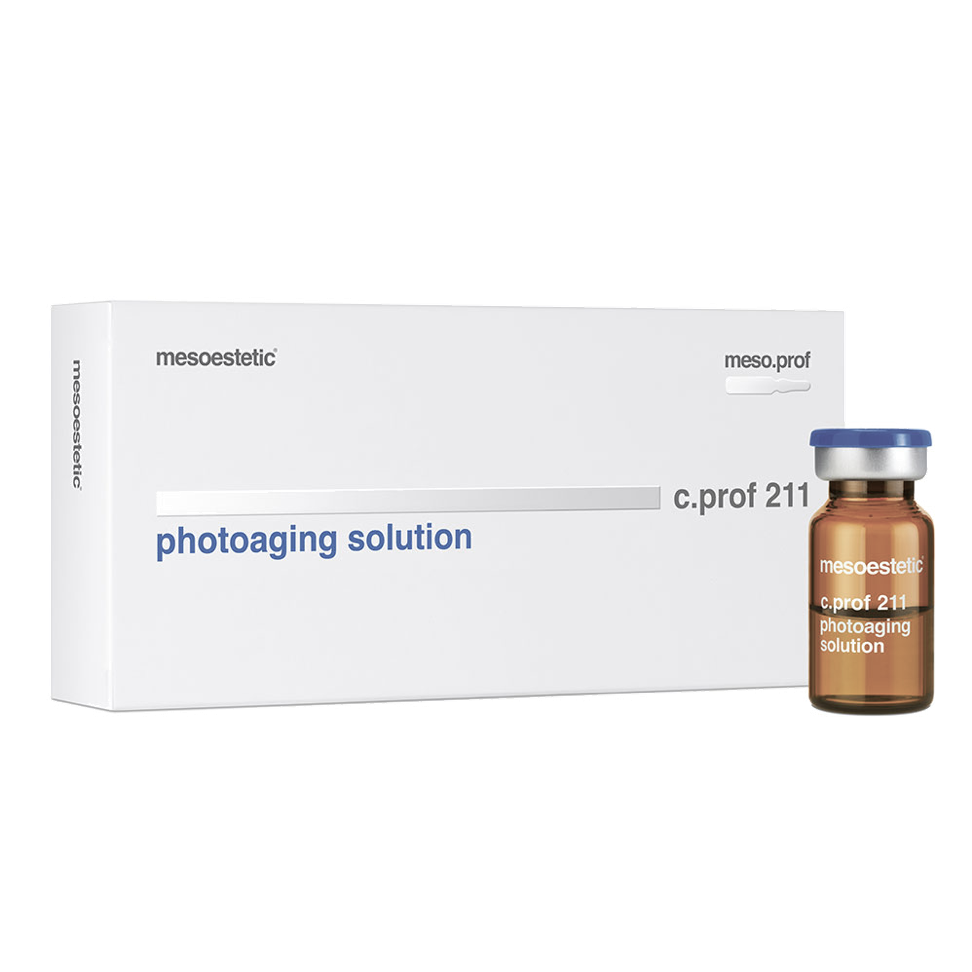 mesoestetic
mesoestetic®
meso.prof
c.prof 211
photoaging solution
mesoestetic®
c.prof 211
photoaging
solution